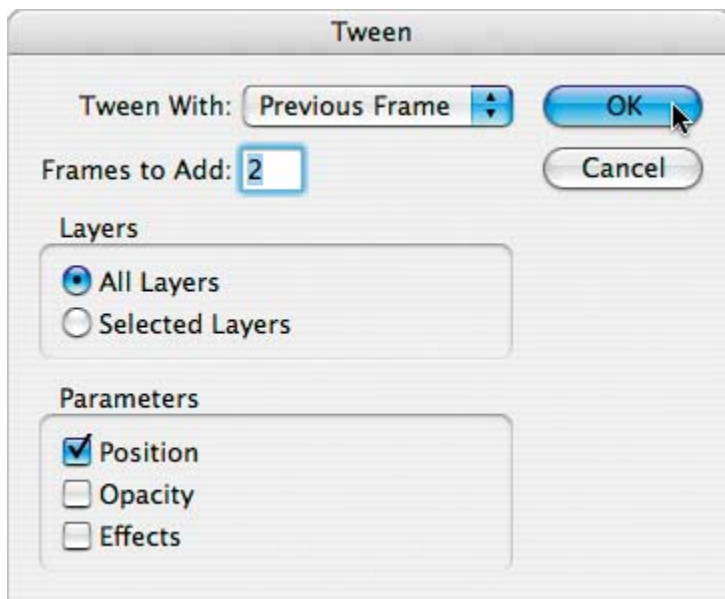 Tween
Tween With: Previous Frame OK
Frames to Add: 2 Cancel
Layers
All Layers
Selected Layers
Parameters
Position
Opacity
Effects